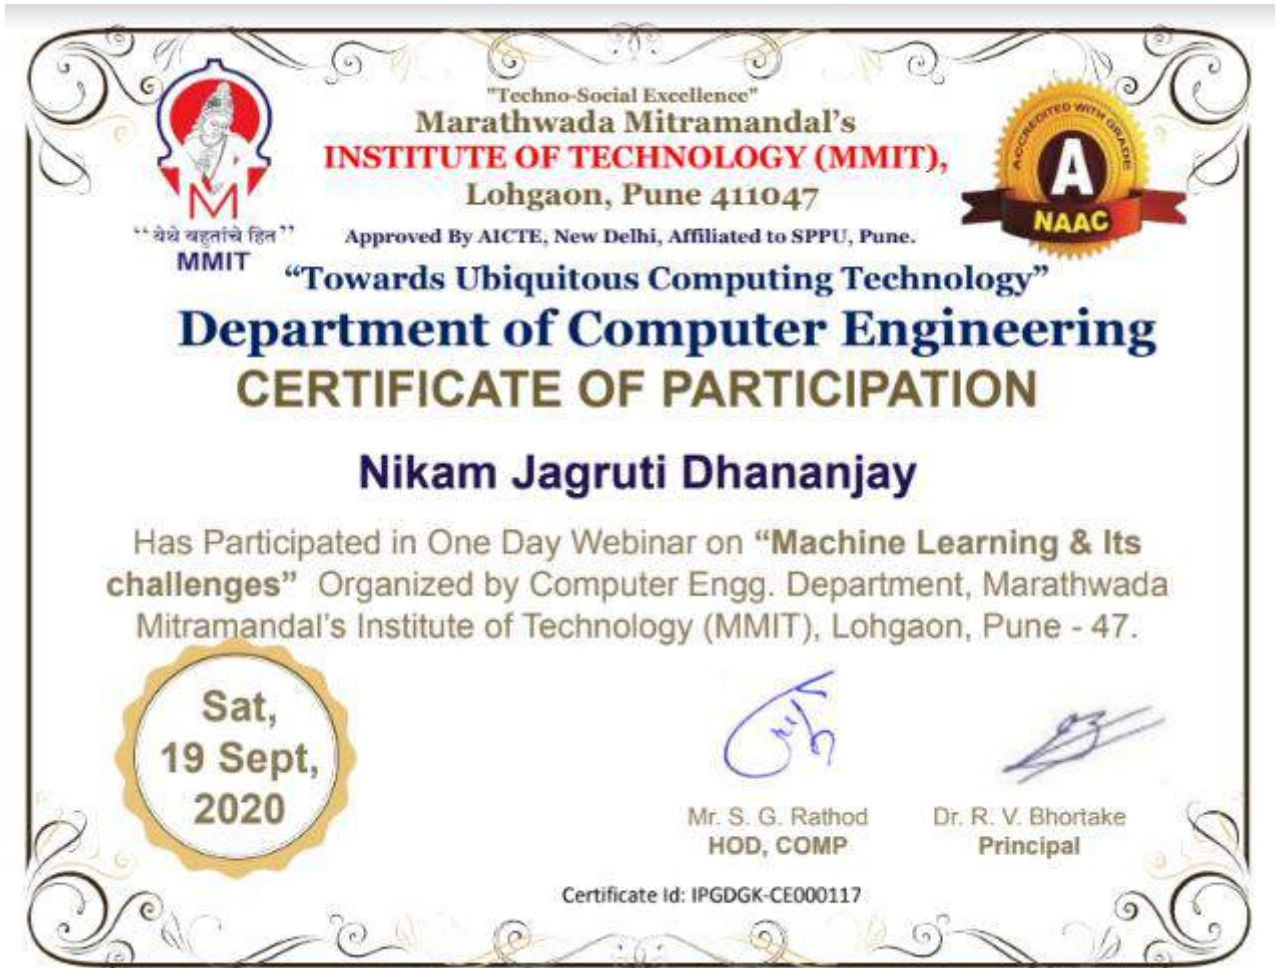 "Techno-Social Excellence"
Marathwada Mitramandal's
INSTITUTE OF TECHNOLOGY (MMIT),
Lohgaon, Pune 411047
Approved By AICTE, New Delhi, Affiliated to SPPU, Pune.
‘‘येथे बहुतांचे हित’’
MMIT
ACCREDITED WITH GRADE
A
NAAC
“Towards Ubiquitous Computing Technology”
Department of Computer Engineering
CERTIFICATE OF PARTICIPATION
Nikam Jagruti Dhananjay
Has Participated in One Day Webinar on “Machine Learning & Its
challenges” Organized by Computer Engg. Department, Marathwada
Mitramandal’s Institute of Technology (MMIT), Lohgaon, Pune - 47.
Sat,
19 Sept,
2020
Mr. S. G. Rathod
HOD, COMP
Dr. R. V. Bhortake
Principal
Certificate Id: IPGDGK-CE000117